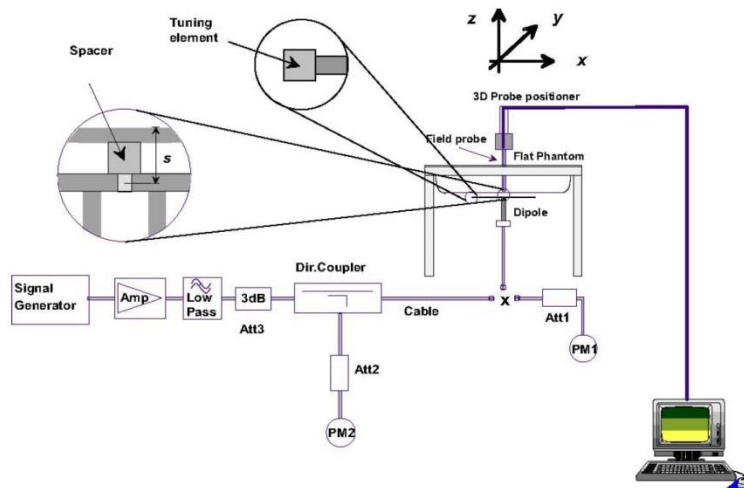 Tuning
element
Spacer
s
z
y
x
3D Probe positioner
Field probe
Flat Phantom
Dipole
Signal
Generator
Amp
Low
Pass
3dB
Att3
Dir.Coupler
Cable
x
Att1
PM1
Att2
PM2